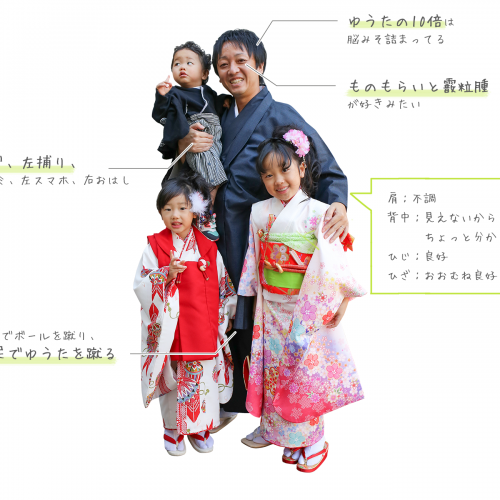 ゆうたの10倍は
脳みそ詰まってる
ものもらいと霰粒腫
が好きみたい
、左捕り、
、左スマホ、右おはし
肩;不調
背中;見えないから
ちょっと分か
ひじ;良好
ひざ;おおむね良好
でボールを蹴り、
でゆうたを蹴る